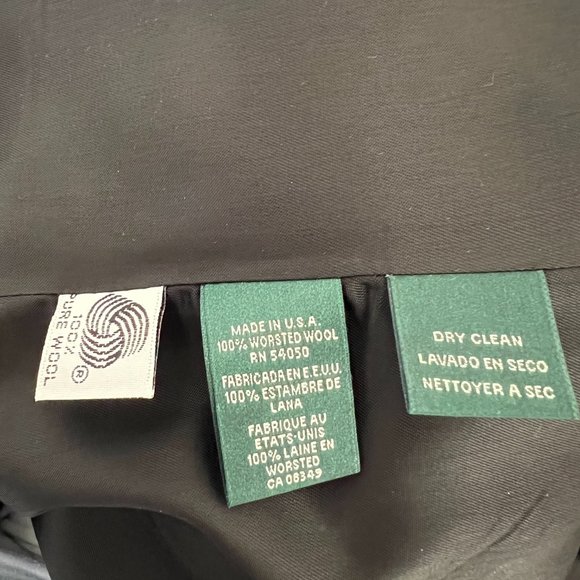 100%
PURE WOOL
®
MADE IN U.S.A.
100% WORSTED WOOL
RN 54050
FABRICADA EN E.E.U.U.
100% ESTAMBRE DE
LANA
FABRIQUE AU
ETATS-UNIS
100% LAINE EN
WORSTED
CA 08349
DRY CLEAN
LAVADO EN SECO
NETTOYER A SEC